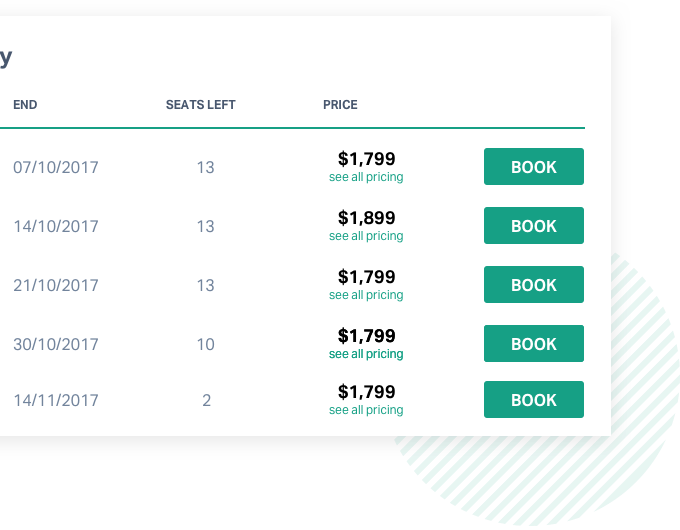 y
END SEATS LEFT PRICE
07/10/2017 13 $1,799 BOOK
see all pricing
14/10/2017 13 $1,899 BOOK
see all pricing
21/10/2017 13 $1,799 BOOK
see all pricing
30/10/2017 10 $1,799 BOOK
see all pricing
14/11/2017 2 $1,799 BOOK
see all pricing